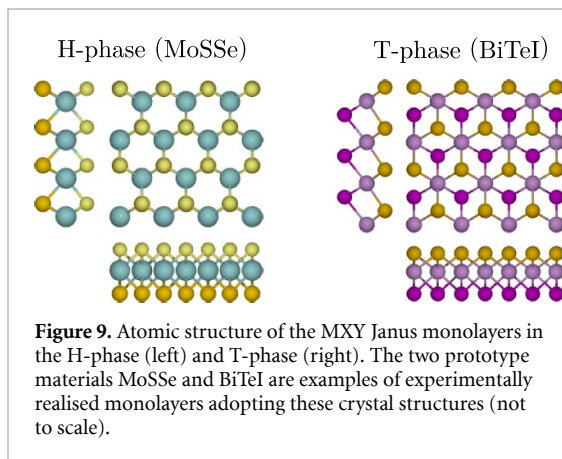 H-phase (MoSSe)
T-phase (BiTeI)
Figure 9. Atomic structure of the MXY Janus monolayers in
the H-phase (left) and T-phase (right). The two prototype
materials MoSSe and BiTeI are examples of experimentally
realised monolayers adopting these crystal structures (not
to scale).